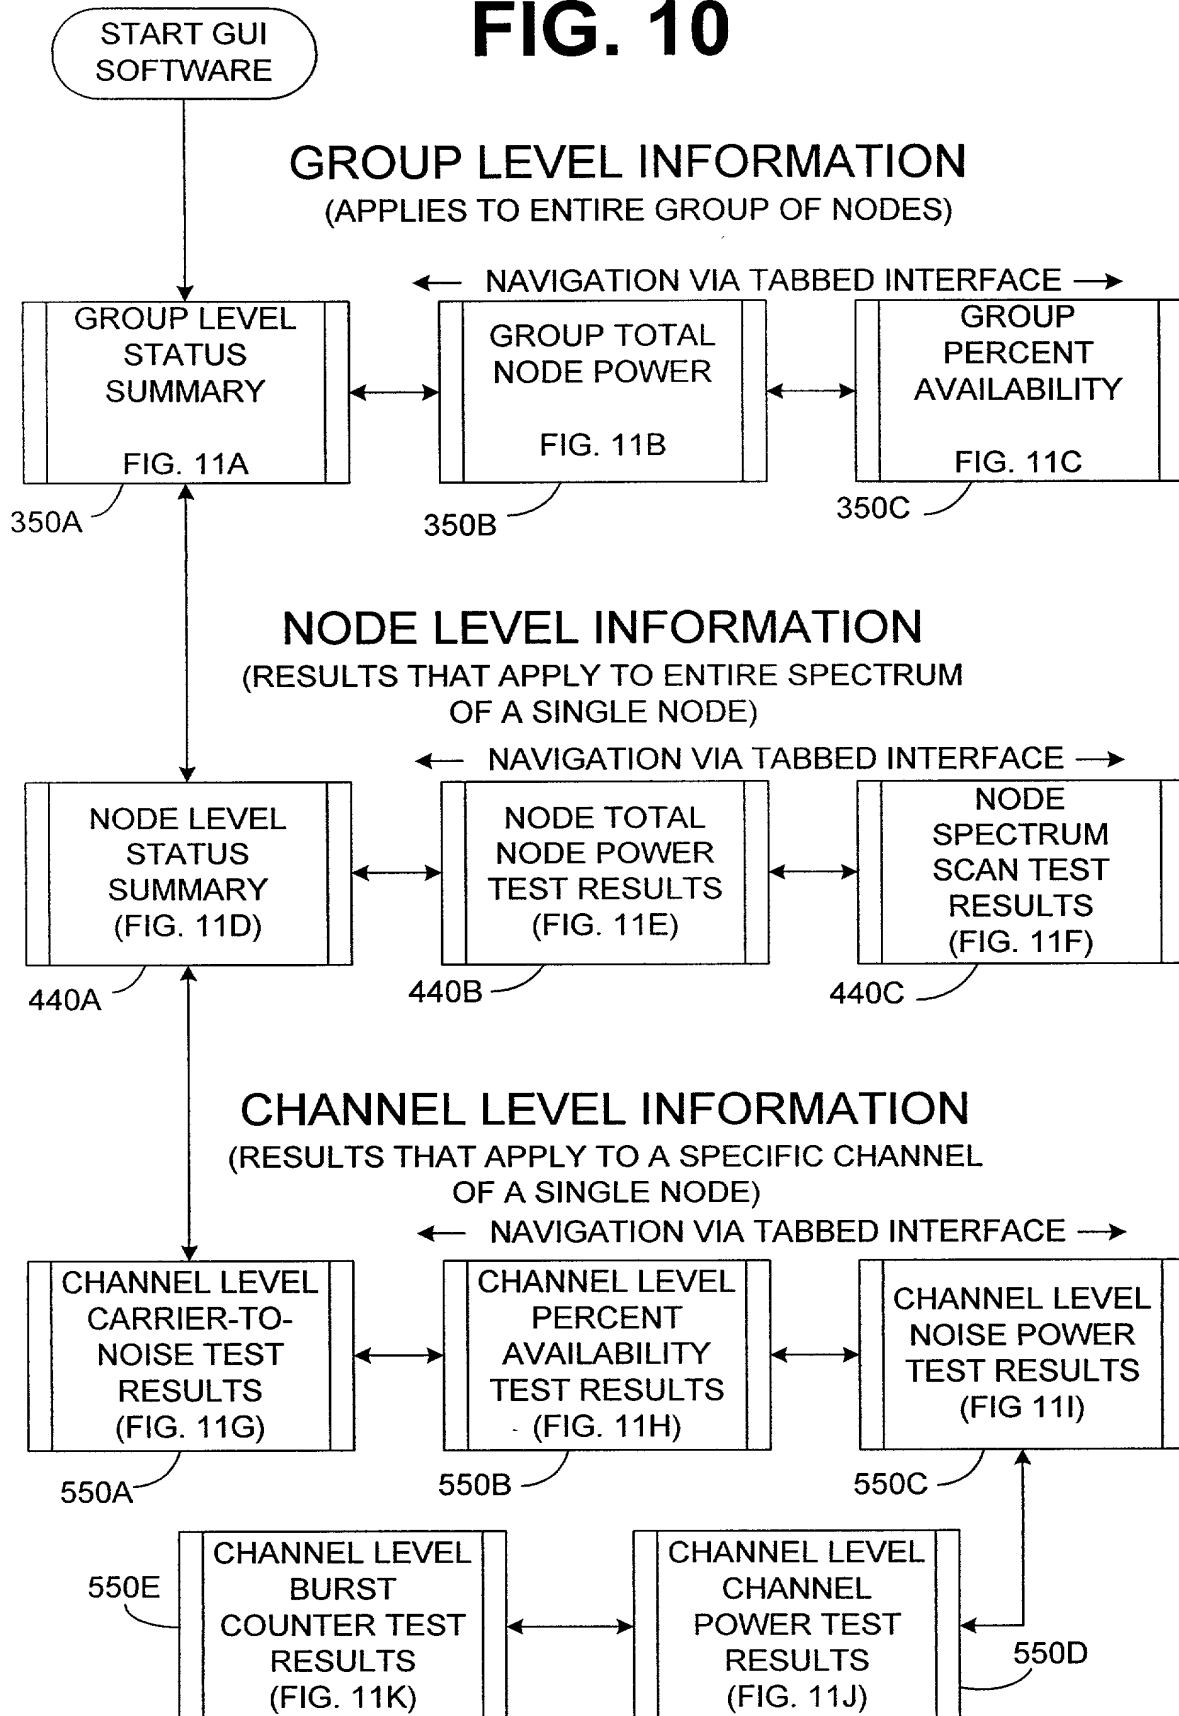 START GUI
SOFTWARE
FIG. 10
GROUP LEVEL INFORMATION
(APPLIES TO ENTIRE GROUP OF NODES)
NAVIGATION VIA TABBED INTERFACE
GROUP LEVEL
STATUS
SUMMARY
FIG. 11A
GROUP TOTAL
NODE POWER
FIG. 11B
GROUP
PERCENT
AVAILABILITY
FIG. 11C
350A
350B
350C
NODE LEVEL INFORMATION
(RESULTS THAT APPLY TO ENTIRE SPECTRUM
OF A SINGLE NODE)
NAVIGATION VIA TABBED INTERFACE
NODE LEVEL
STATUS
SUMMARY
(FIG. 11D)
NODE TOTAL
NODE POWER
TEST RESULTS
(FIG. 11E)
NODE
SPECTRUM
SCAN TEST
RESULTS
(FIG. 11F)
440A
440B
440C
CHANNEL LEVEL INFORMATION
(RESULTS THAT APPLY TO A SPECIFIC CHANNEL
OF A SINGLE NODE)
NAVIGATION VIA TABBED INTERFACE
CHANNEL LEVEL
CARRIER-TO-
NOISE TEST
RESULTS
(FIG. 11G)
CHANNEL LEVEL
PERCENT
AVAILABILITY
TEST RESULTS
(FIG. 11H)
CHANNEL LEVEL
NOISE POWER
TEST RESULTS
(FIG 11I)
550A
550B
550C
550E
CHANNEL LEVEL
BURST
COUNTER TEST
RESULTS
(FIG. 11K)
CHANNEL LEVEL
CHANNEL
POWER TEST
RESULTS
(FIG. 11J)
550D